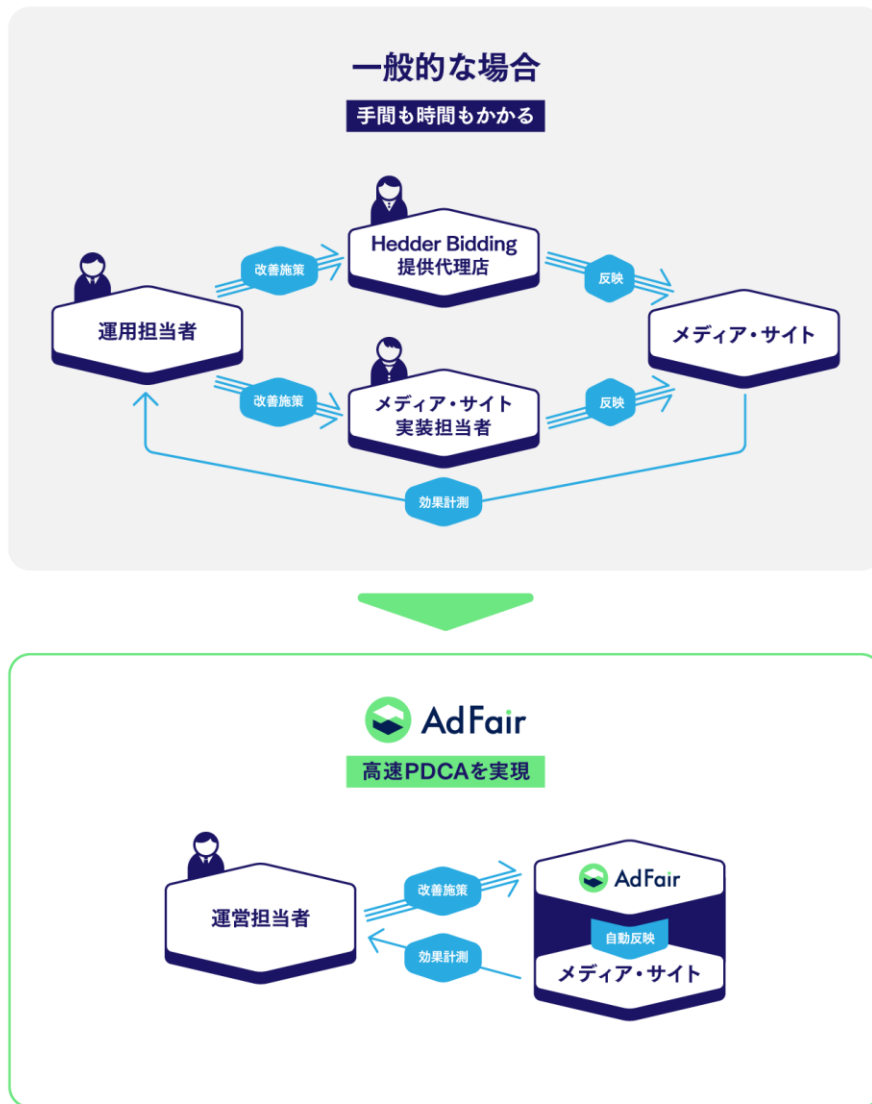 一般的な場合
手間も時間もかかる
Hedder Bidding
提供代理店
改善施策
反映
運用担当者
メディア・サイト
改善施策
メディア・サイト
実装担当者
反映
効果計測
AdFair
高速PDCAを実現
改善施策
AdFair
運営担当者
自動反映
効果計測
メディア・サイト